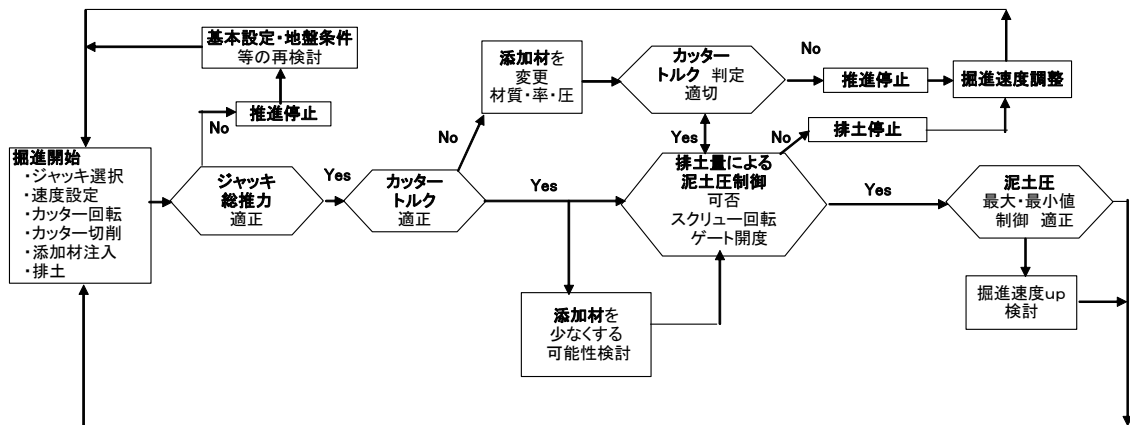 掘進開始
・ジャッキ選択
・速度設定
・カッター回転
・カッター切削
・添加材注入
・排土
基本設定・地盤条件
等の再検討
推進停止
No
ジャッキ
総推力
適正
Yes
カッター
トルク
適正
No
添加材を
変更
材質・率・圧
カッター
トルク 判定
適切
No
推進停止
掘進速度調整
Yes
Yes
No
排土停止
排土量による
泥土圧制御
可否
スクリュー回転
ゲート開度
添加材を
少なくする
可能性検討
Yes
泥土圧
最大・最小値
制御 適正
掘進速度up
検討